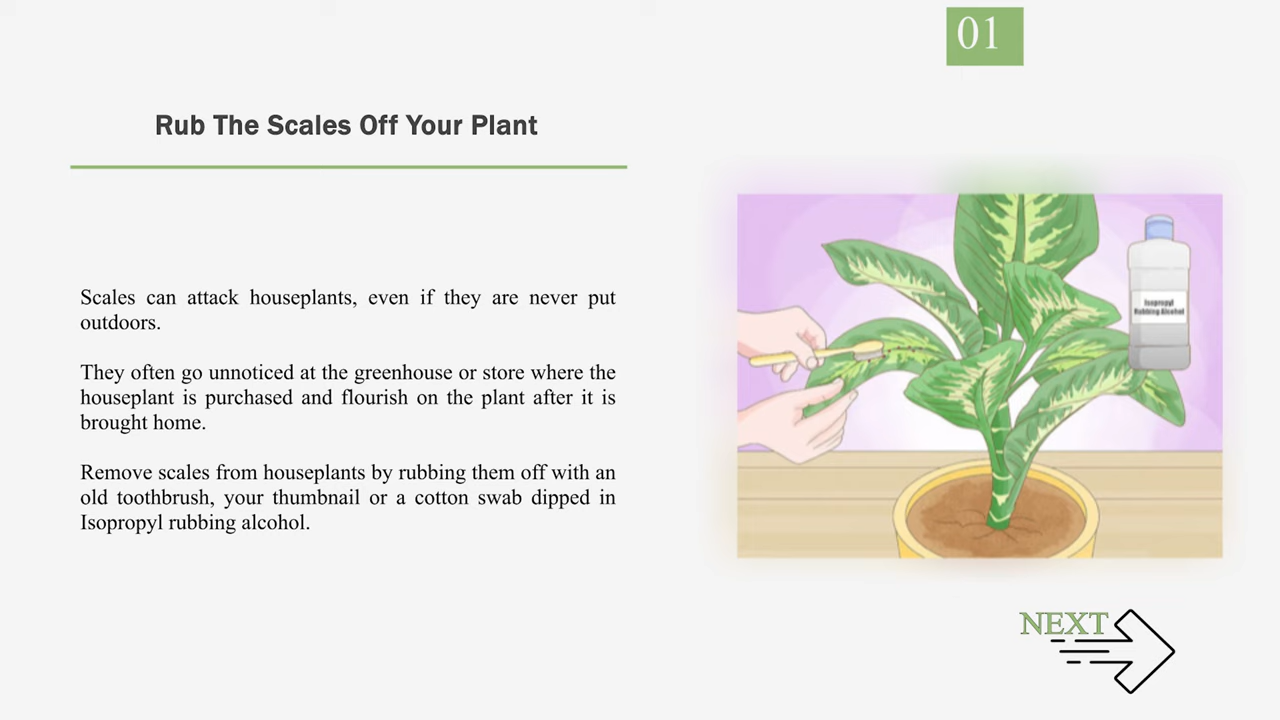 01
Rub The Scales Off Your Plant
Scales can attack houseplants, even if they are never put
outdoors.
They often go unnoticed at the greenhouse or store where the
houseplant is purchased and flourish on the plant after it is
brought home.
Remove scales from houseplants by rubbing them off with an
old toothbrush, your thumbnail or a cotton swab dipped in
Isopropyl rubbing alcohol.
Isopropyl
Rubbing Alcohol
NEXT